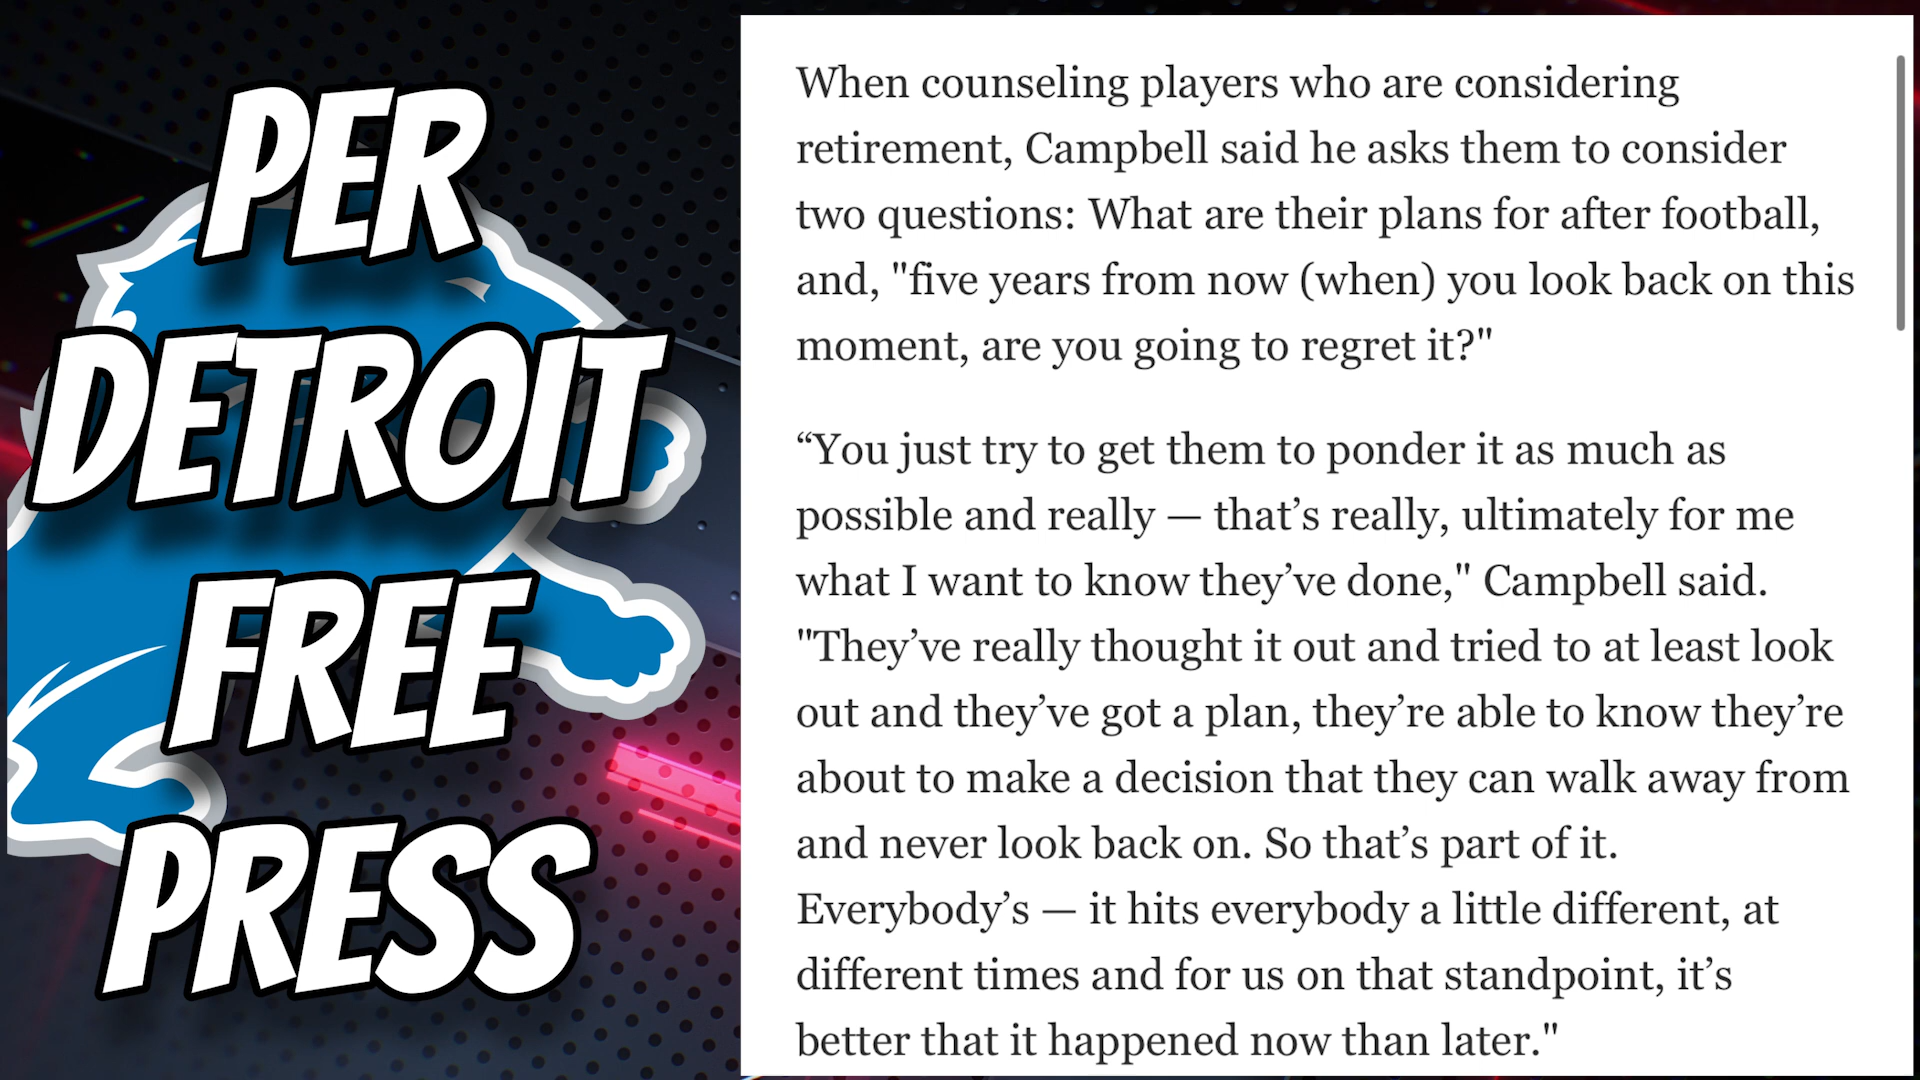 PER
DETROIT
FREE
PRESS
When counseling players who are considering
retirement, Campbell said he asks them to consider
two questions: What are their plans for after football,
and, "five years from now (when) you look back on this
moment, are you going to regret it?"
“You just try to get them to ponder it as much as
possible and really — that’s really, ultimately for me
what I want to know they’ve done," Campbell said.
"They’ve really thought it out and tried to at least look
out and they’ve got a plan, they’re able to know they’re
about to make a decision that they can walk away from
and never look back on. So that’s part of it.
Everybody’s — it hits everybody a little different, at
different times and for us on that standpoint, it’s
better that it happened now than later."